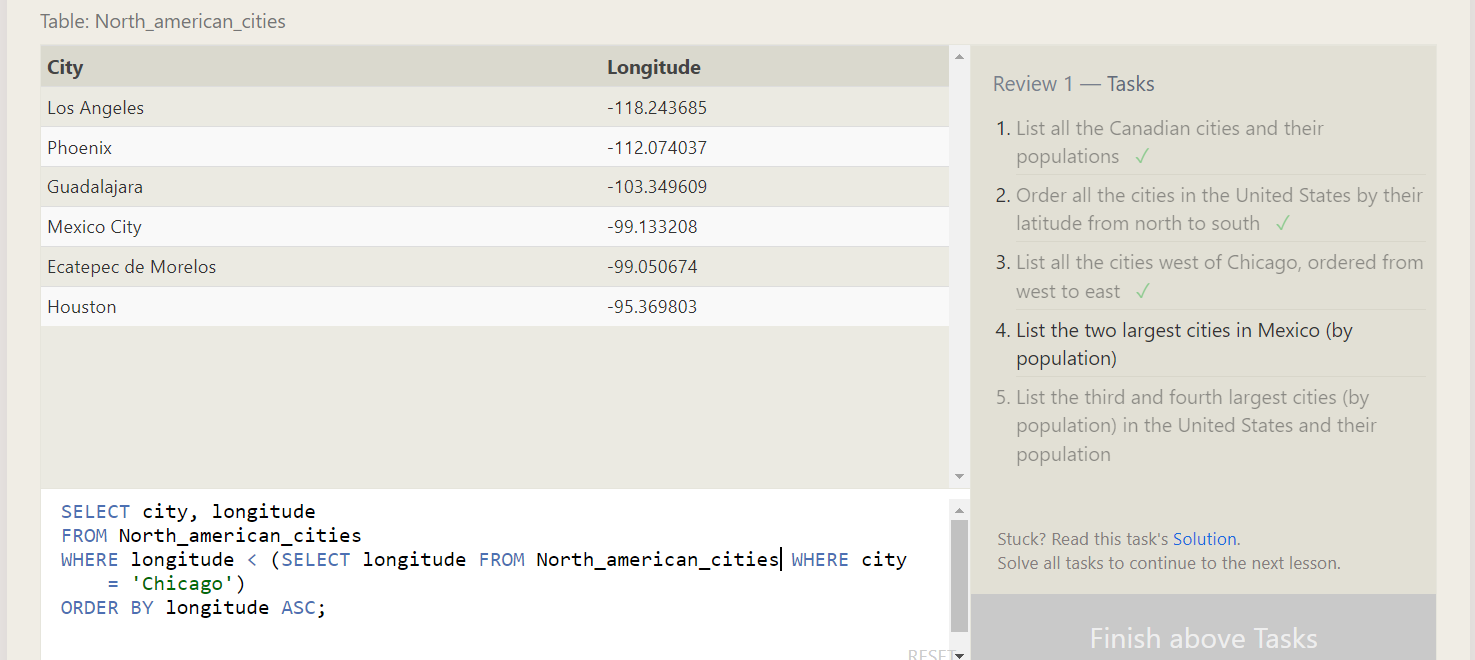 Table: North_american_cities
City Longitude
Los Angeles -118.243685
Phoenix -112.074037
Guadalajara -103.349609
Mexico City -99.133208
Ecatepec de Morelos -99.050674
Houston -95.369803
SELECT city, longitude
FROM North_american_cities
WHERE longitude < (SELECT longitude FROM North_american_cities WHERE city
= 'Chicago')
ORDER BY longitude ASC;
RESET
Review 1 — Tasks
1. List all the Canadian cities and their
populations ✓
2. Order all the cities in the United States by their
latitude from north to south ✓
3. List all the cities west of Chicago, ordered from
west to east ✓
4. List the two largest cities in Mexico (by
population)
5. List the third and fourth largest cities (by
population) in the United States and their
population
Stuck? Read this task's Solution.
Solve all tasks to continue to the next lesson.
Finish above Tasks